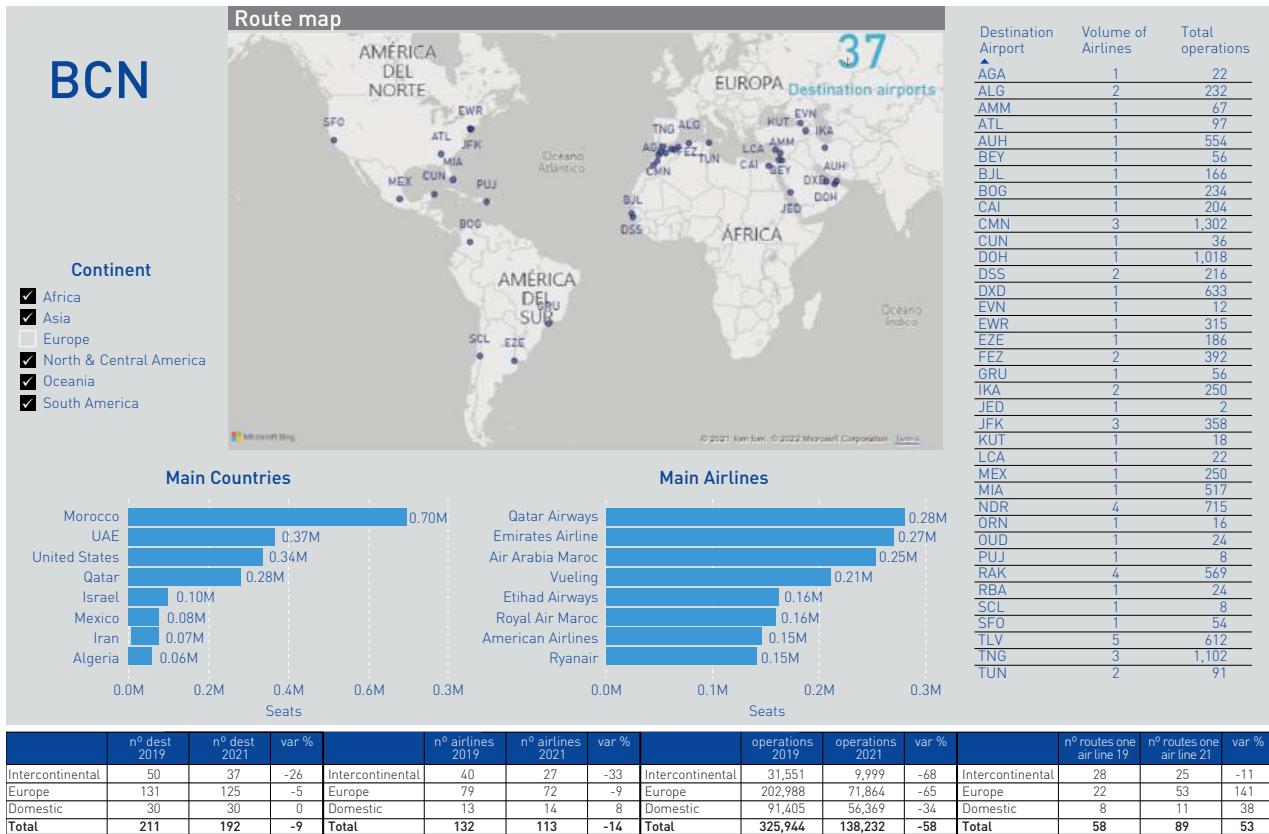 BCN
Route map
37
Destination airports
AMÉRICA
DEL
NORTE
EUROPA
ÁFRICA
AMÉRICA
DEL
SUR
Océano
Atlántico
Océano
Índico
SFO
EWR
ATL
JFK
MIA
MEX
CUN
PUJ
BOG
GRU
SCL
EZE
TNG
ALG
FEZ
TUN
CMN
BJL
DSS
KUT
EVN
IKA
LCA
AMM
CAI
BEY
AUH
DXB
DOH
JED
Microsoft Bing
© 2021 TomTom, © 2022 Microsoft Corporation Terms
Continent
Africa
Asia
Europe
North & Central America
Oceania
South America
Destination Airport Volume of Airlines Total operations
AGA 1 22
ALG 2 232
AMM 1 67
ATL 1 97
AUH 1 554
BEY 1 56
BJL 1 166
BOG 1 234
CAI 1 204
CMN 3 1,302
CUN 1 36
DOH 1 1,018
DSS 2 216
DXD 1 633
EVN 1 12
EWR 1 315
EZE 1 186
FEZ 2 392
GRU 1 56
IKA 2 250
JED 1 2
JFK 3 358
KUT 1 18
LCA 1 22
MEX 1 250
MIA 1 517
NDR 4 715
ORN 1 16
OUD 1 24
PUJ 1 8
RAK 4 569
RBA 1 24
SCL 1 8
SFO 1 54
TLV 5 612
TNG 3 1,102
TUN 2 91
Main Countries
Morocco 0.70M
UAE 0.37M
United States 0.34M
Qatar 0.28M
Israel 0.10M
Mexico 0.08M
Iran 0.07M
Algeria 0.06M
0.0M 0.2M 0.4M 0.6M 0.3M
Seats
Main Airlines
Qatar Airways 0.28M
Emirates Airline 0.27M
Air Arabia Maroc 0.25M
Vueling 0.21M
Etihad Airways 0.16M
Royal Air Maroc 0.16M
American Airlines 0.15M
Ryanair 0.15M
0.0M 0.1M 0.2M 0.3M
Seats
nº dest 2019 nº dest 2021 var % nº airlines 2019 nº airlines 2021 var % operations 2019 operations 2021 var % nº routes one air line 19 nº routes one air line 21 var %
Intercontinental 50 37 -26 Intercontinental 40 27 -33 Intercontinental 31,551 9,999 -68 Intercontinental 28 25 -11
Europe 131 125 -5 Europe 79 72 -9 Europe 202,988 71,864 -65 Europe 22 53 141
Domestic 30 30 0 Domestic 13 14 8 Domestic 91,405 56,369 -34 Domestic 8 11 38
Total 211 192 -9 Total 132 113 -14 Total 325,944 138,232 -58 Total 58 89 53